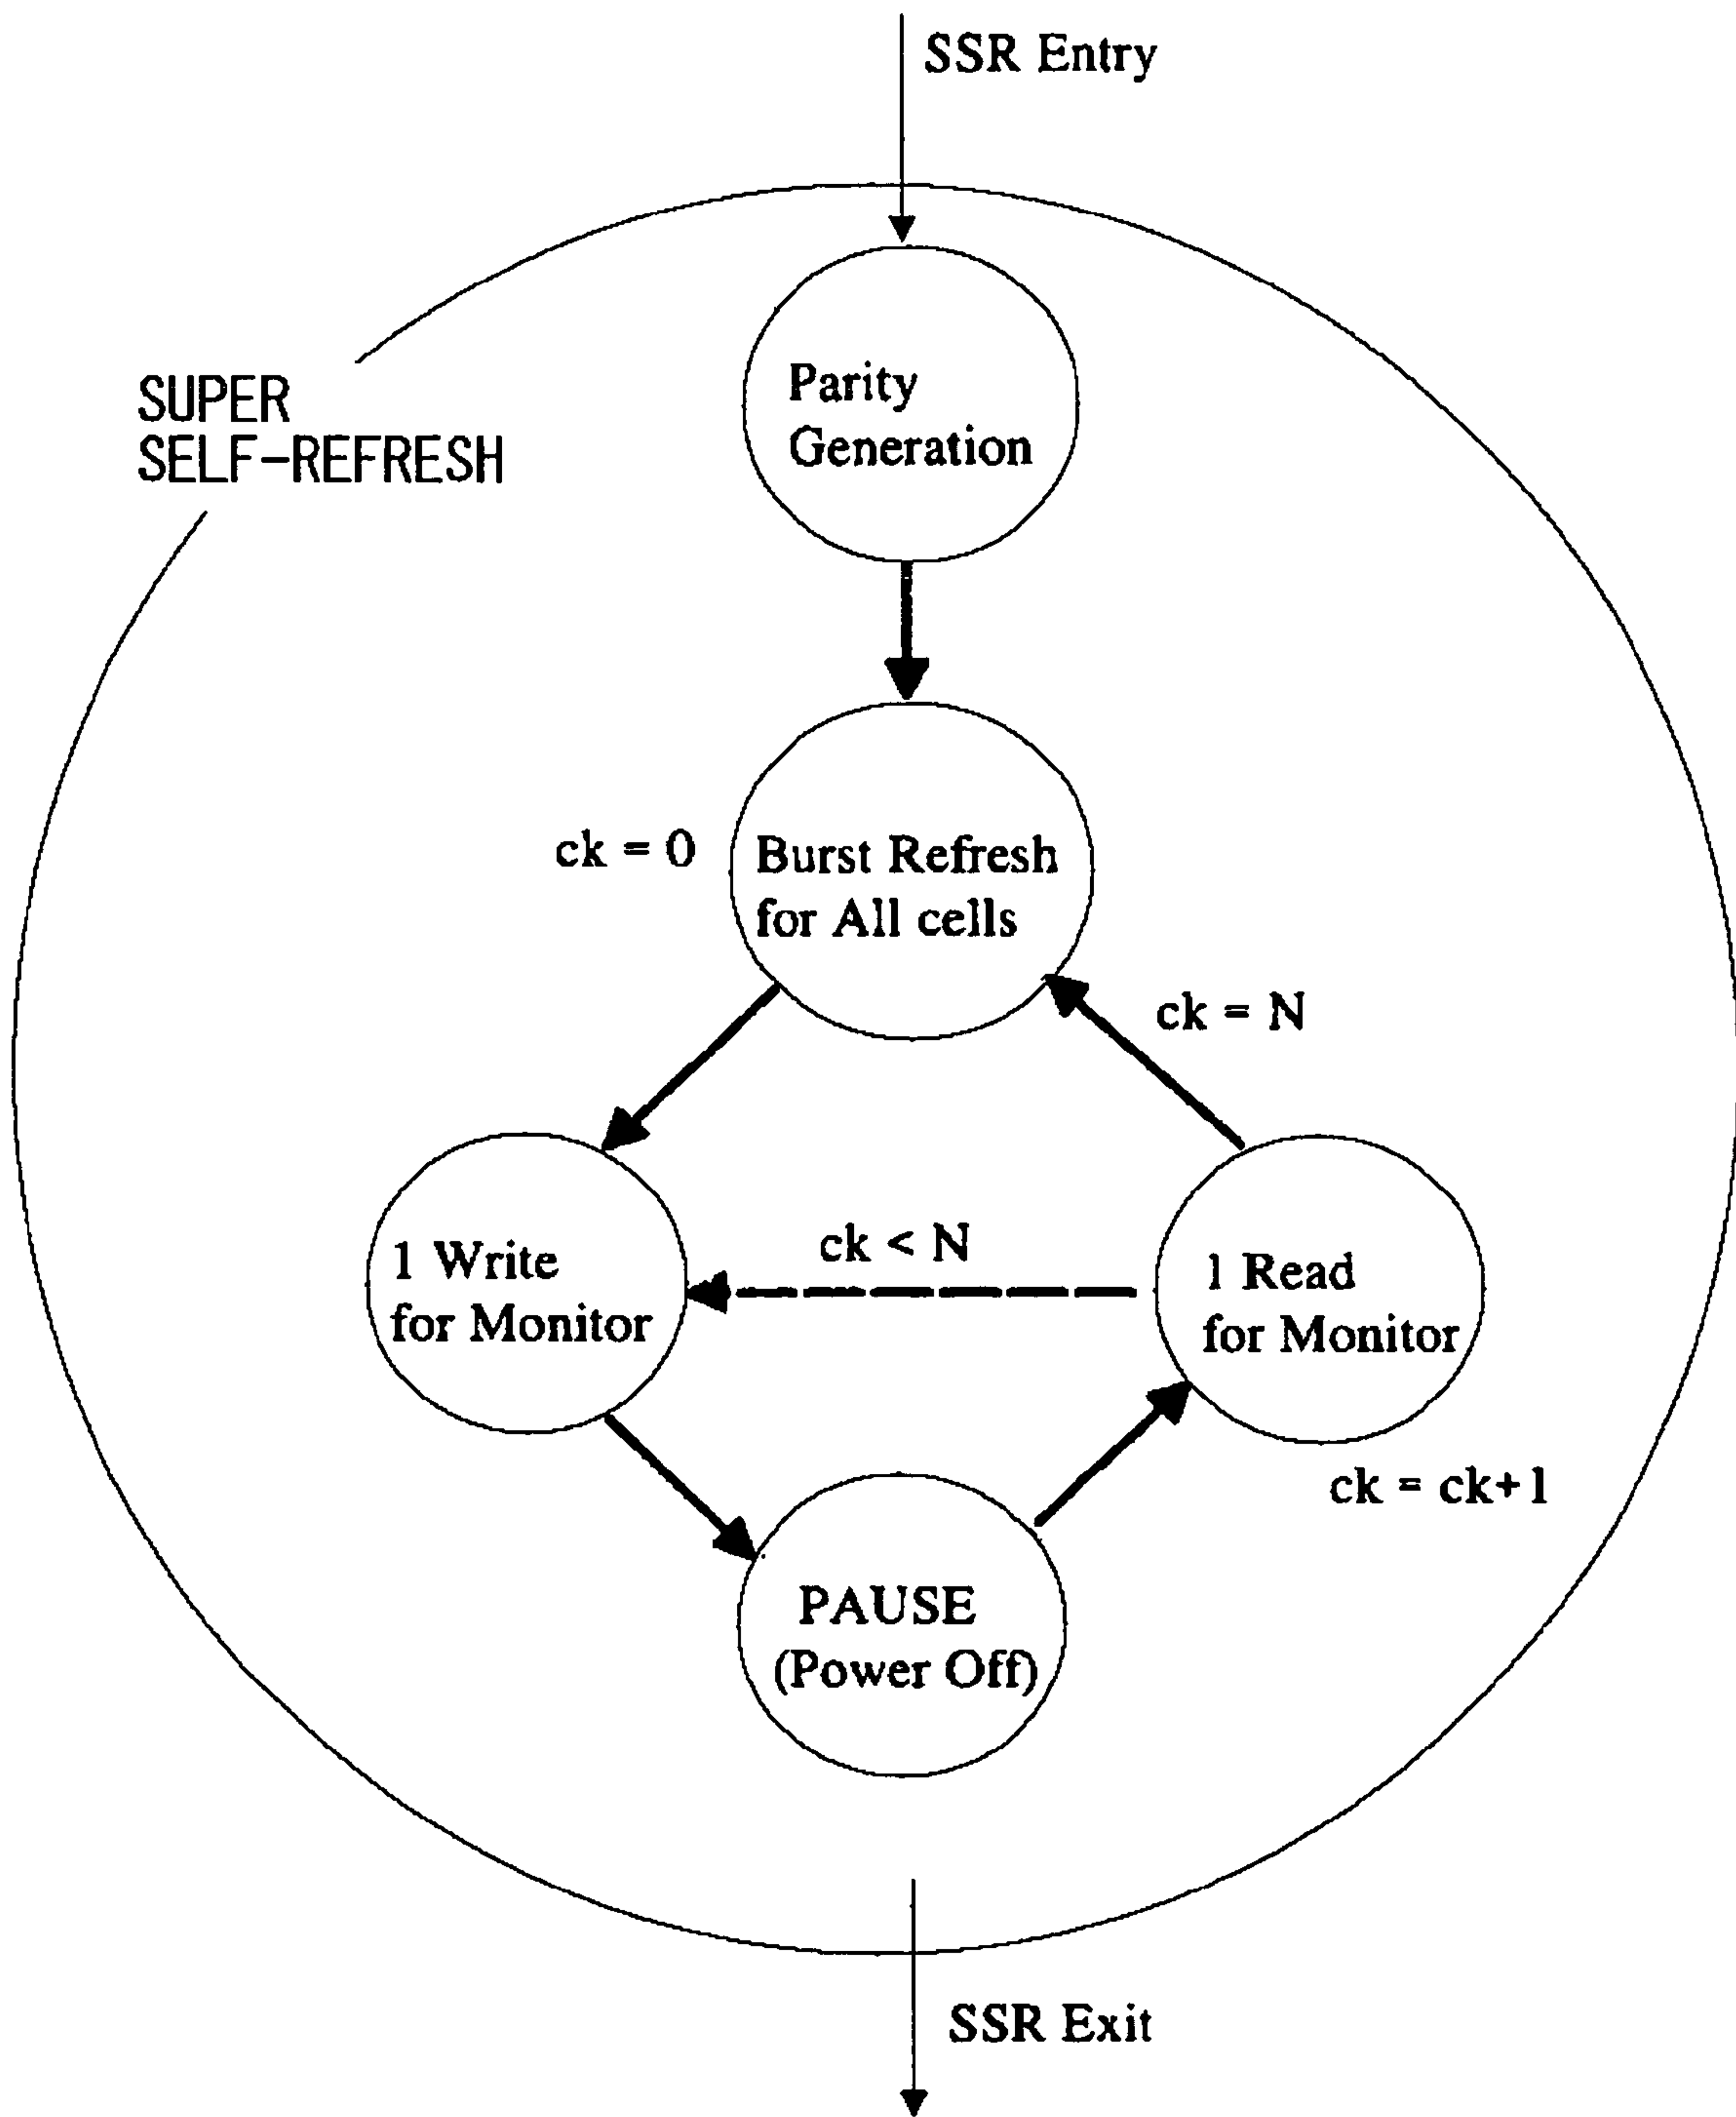 SSR Entry
SUPER
SELF-REFRESH
Parity
Generation
ck = 0
Burst Refresh
for All cells
ck = N
1 Write
for Monitor
ck < N
1 Read
for Monitor
ck = ck+1
PAUSE
(Power Off)
SSR Exit